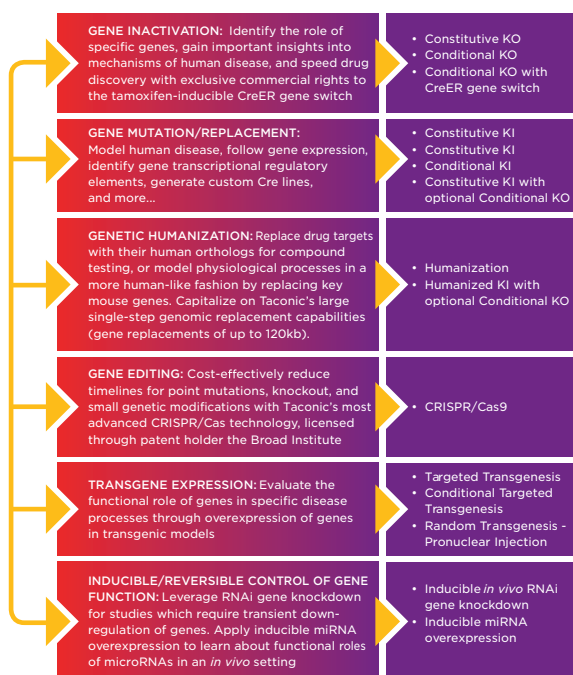 GENE INACTIVATION: Identify the role of
specific genes, gain important insights into
mechanisms of human disease, and speed drug
discovery with exclusive commercial rights to
the tamoxifen-inducible CreER gene switch
• Constitutive KO
• Conditional KO
• Conditional KO with
CreER gene switch
GENE MUTATION/REPLACEMENT:
Model human disease, follow gene expression,
identify gene transcriptional regulatory
elements, generate custom Cre lines,
and more...
• Constitutive KI
• Constitutive KI
• Conditional KI
• Constitutive KI with
optional Conditional KO
GENETIC HUMANIZATION: Replace drug targets
with their human orthologs for compound
testing, or model physiological processes in a
more human-like fashion by replacing key
mouse genes. Capitalize on Taconic's large
single-step genomic replacement capabilities
(gene replacements of up to 120kb).
• Humanization
• Humanized KI with
optional Conditional KO
GENE EDITING: Cost-effectively reduce
timelines for point mutations, knockout, and
small genetic modifications with Taconic's most
advanced CRISPR/Cas technology, licensed
through patent holder the Broad Institute
• CRISPR/Cas9
TRANSGENE EXPRESSION: Evaluate the
functional role of genes in specific disease
processes through overexpression of genes
in transgenic models
• Targeted Transgenesis
• Conditional Targeted
Transgenesis
• Random Transgenesis -
Pronuclear Injection
INDUCIBLE/REVERSIBLE CONTROL OF GENE
FUNCTION: Leverage RNAi gene knockdown
for studies which require transient down-
regulation of genes. Apply inducible miRNA
overexpression to learn about functional roles
of microRNAs in an in vivo setting
• Inducible in vivo RNAi
gene knockdown
• Inducible miRNA
overexpression